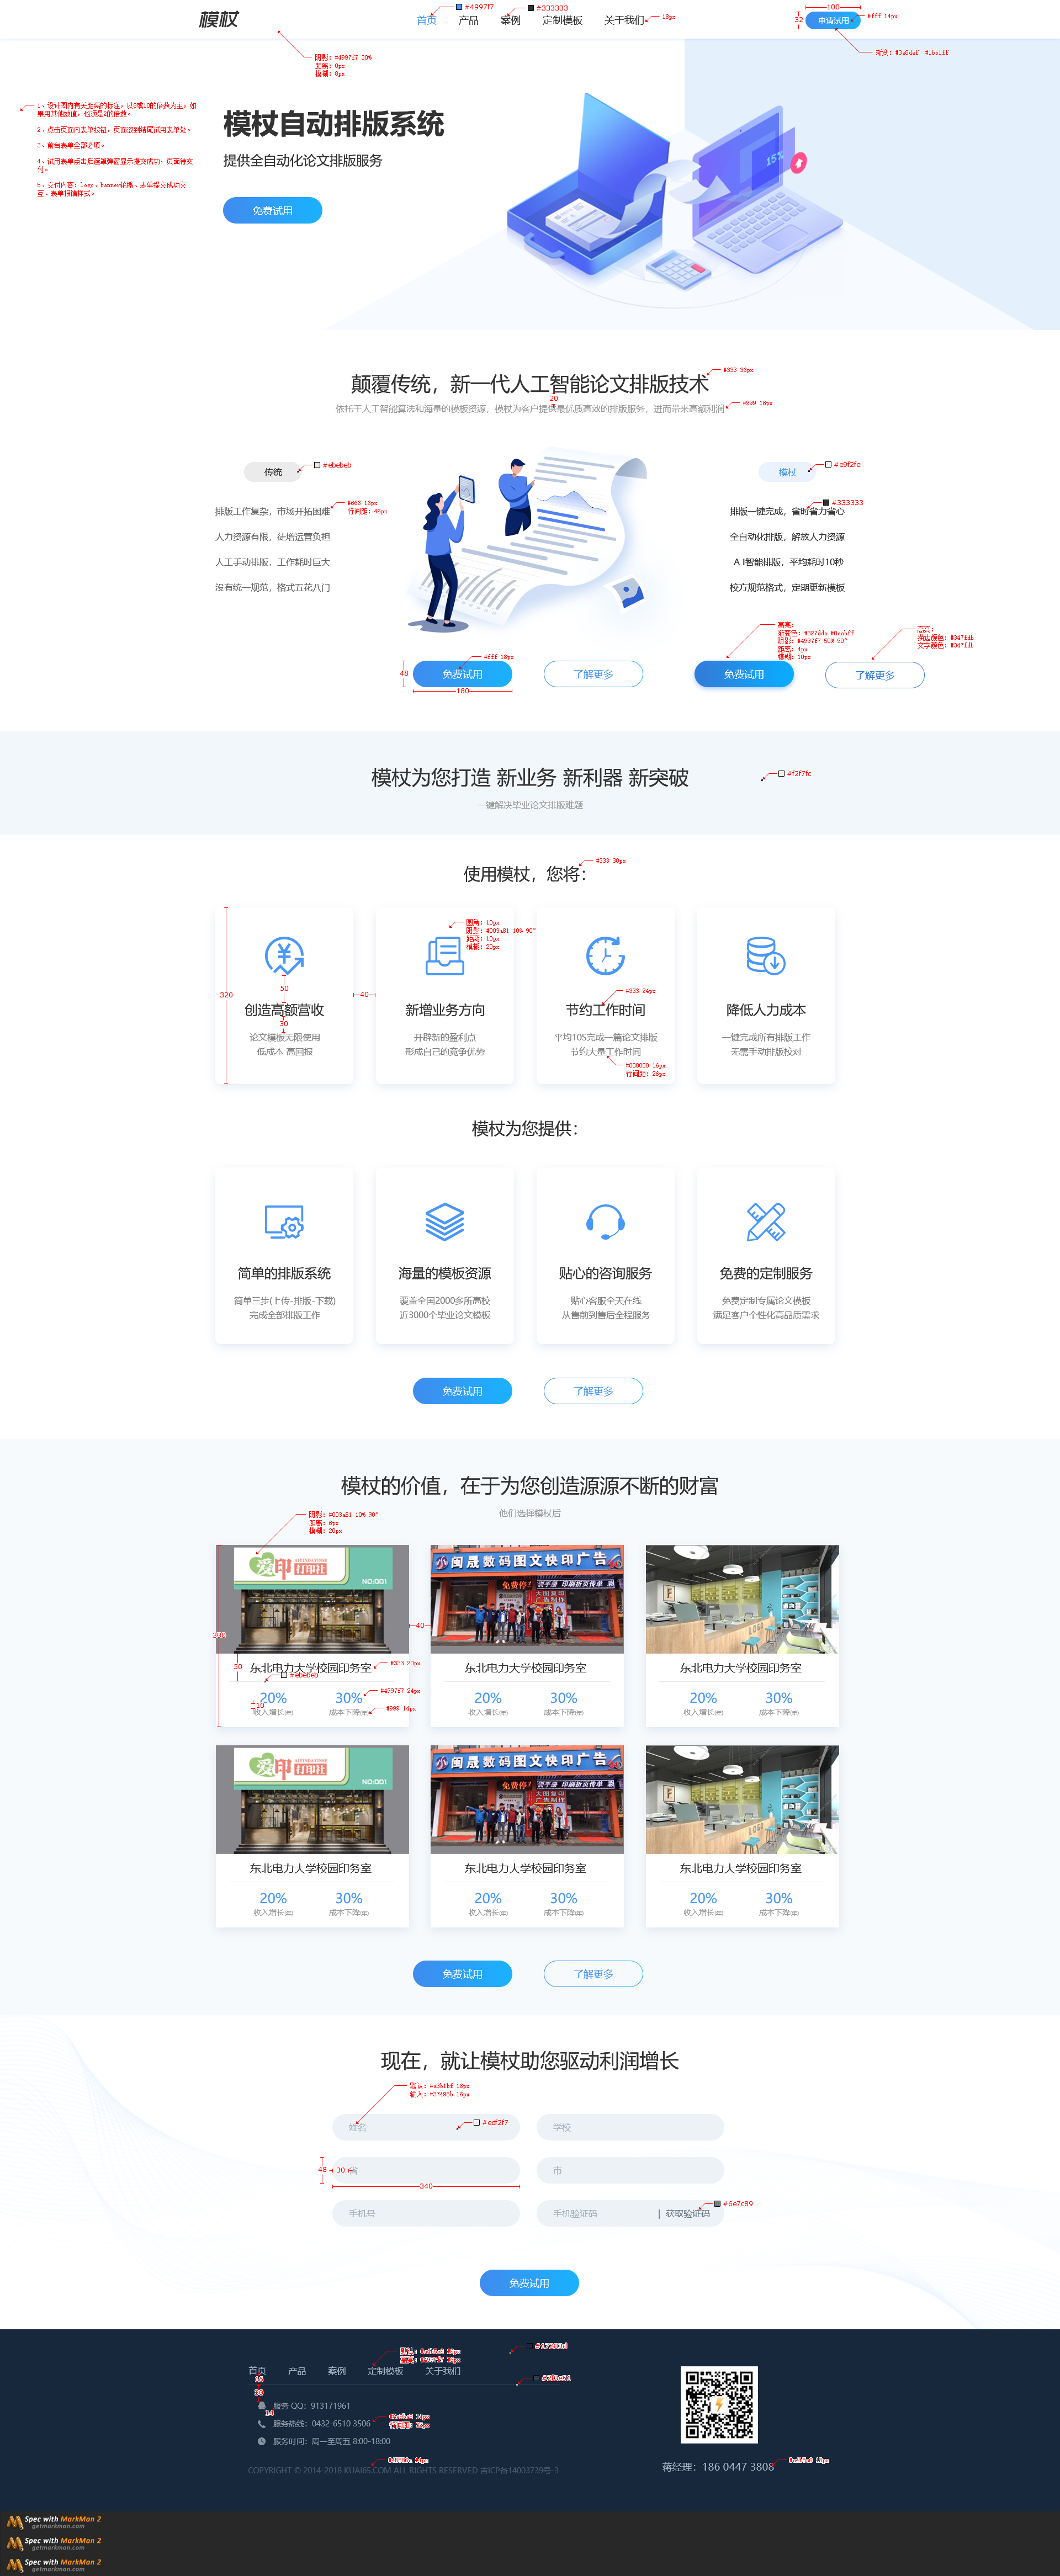 模杖
首页 产品 案例 定制模板 关于我们
申请试用
#4997f7
#333333
18px
100
32
#fff 14px
渐变: #3e8def #1bb1ff
阴影: #4997f7 30%
距离: 0px
模糊: 8px
1、设计图内有关距离的标注,以8或10的倍数为主,如
果用其他数值,也须是2的倍数。
2、点击页面内表单按钮,页面滚到结尾试用表单处。
3、前台表单全部必填。
4、试用表单点击后遮罩弹窗显示提交成功,页面待交
付。
5、交付内容: logo、banner轮播、表单提交成功交
互、表单报错样式。
模杖自动排版系统
提供全自动化论文排版服务
免费试用
15%
颠覆传统，新一代人工智能论文排版技术
#333 36px
20
依托于人工智能算法和海量的模板资源，模杖为客户提供最优质高效的排版服务，进而带来高额利润
#999 16px
传统
#ebebeb
模杖
#e9f2fe
#666 16px
行间距: 46px
#333333
排版工作复杂，市场开拓困难
人力资源有限，徒增运营负担
人工手动排版，工作耗时巨大
没有统一规范，格式五花八门
排版一键完成，省时省力省心
全自动化排版，解放人力资源
A I智能排版，平均耗时10秒
校方规范格式，定期更新模板
高亮:
渐变色: #327dda #0aabff
阴影: #4997f7 50% 90°
距离: 4px
模糊: 10px
高亮:
描边颜色: #347fdb
文字颜色: #347fdb
#fff 18px
48
免费试用 了解更多 免费试用 了解更多
180
模杖为您打造 新业务 新利器 新突破
#f2f7fc
一键解决毕业论文排版难题
#333 30px
使用模杖，您将：
圆角: 10px
阴影: #003a81 10% 90°
距离: 10px
模糊: 20px
320
50
40
#333 24px
30
创造高额营收 新增业务方向 节约工作时间 降低人力成本
论文模板无限使用 开辟新的盈利点 平均10S完成一篇论文排版 一键完成所有排版工作
低成本 高回报 形成自己的竞争优势 节约大量工作时间 无需手动排版校对
#808080 16px
行间距: 26px
模杖为您提供：
简单的排版系统 海量的模板资源 贴心的咨询服务 免费的定制服务
简单三步(上传-排版-下载) 覆盖全国2000多所高校 贴心客服全天在线 免费定制专属论文模板
完成全部排版工作 近3000个毕业论文模板 从售前到售后全程服务 满足客户个性化高品质需求
免费试用 了解更多
模杖的价值，在于为您创造源源不断的财富
他们选择模杖后
阴影: #003a81 10% 90°
距离: 6px
模糊: 20px
爱印 打印社
AIYINDAYINSHE
NO:001
闽晟数码图文快印广告
40
50
#333 20px
#ebebeb
#4997f7 24px
10
#999 14px
东北电力大学校园印务室 东北电力大学校园印务室 东北电力大学校园印务室
20% 30% 20% 30% 20% 30%
收入增长(年) 成本下降(年) 收入增长(年) 成本下降(年) 收入增长(年) 成本下降(年)
爱印 打印社
AIYINDAYINSHE
NO:001
闽晟数码图文快印广告
东北电力大学校园印务室 东北电力大学校园印务室 东北电力大学校园印务室
20% 30% 20% 30% 20% 30%
收入增长(年) 成本下降(年) 收入增长(年) 成本下降(年) 收入增长(年) 成本下降(年)
免费试用 了解更多
现在，就让模杖助您驱动利润增长
默认: #a3b1bf 16px
输入: #37495b 16px
#edf2f7
姓名 学校
48
30
省 市
340
#6e7c89
手机号 手机验证码 | 获取验证码
免费试用
首页 产品 案例 定制模板 关于我们
16
30
14
服务 QQ：913171961
服务热线：0432-6510 3506
服务时间：周一至周五 8:00-18:00
COPYRIGHT © 2014-2018 KUAI65.COM ALL RIGHTS RESERVED 吉ICP备14003739号-3
蒋经理：186 0447 3808
Spec with MarkMan 2
getmarkman.com
Spec with MarkMan 2
getmarkman.com
Spec with MarkMan 2
getmarkman.com